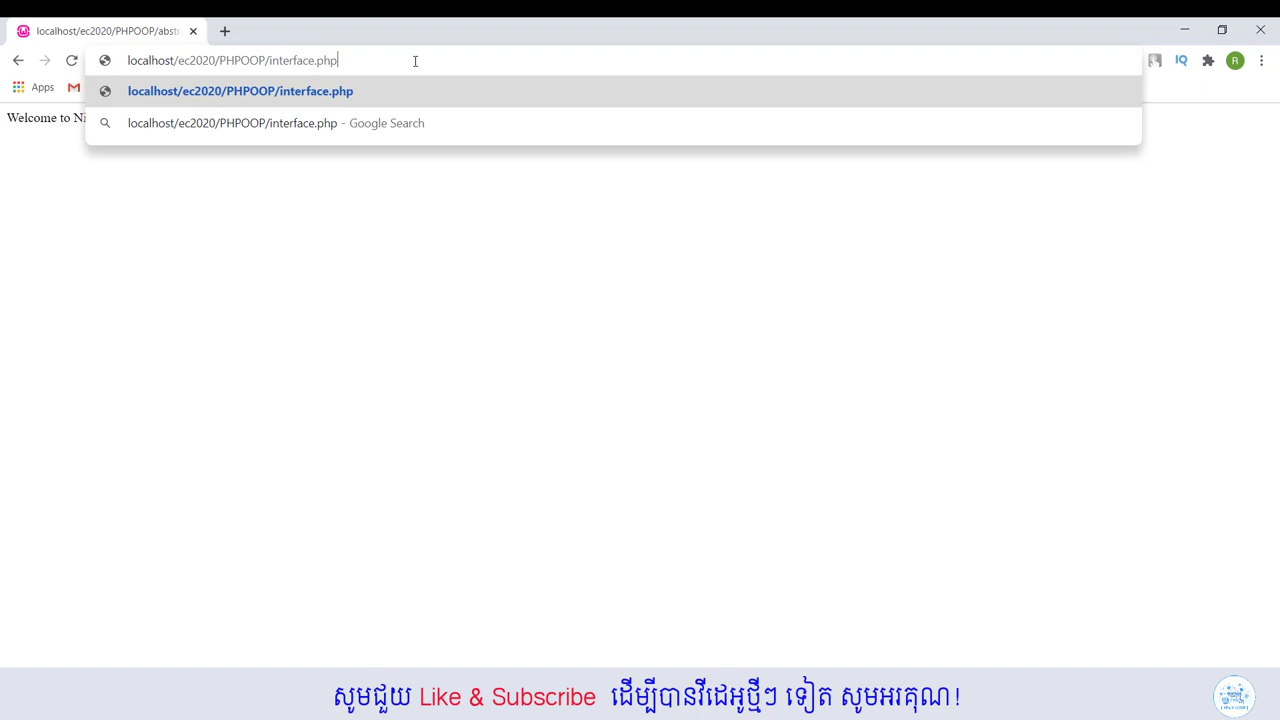 localhost/ec2020/PHPOOP/abstr
localhost/ec2020/PHPOOP/interface.php
IQ
R
localhost/ec2020/PHPOOP/interface.php
localhost/ec2020/PHPOOP/interface.php - Google Search
Apps
Welcome to Ni
សូមជួយ Like & Subscribe ដើម្បីបានវីដេអូថ្មីៗ ទៀត សូមអរគុណ!